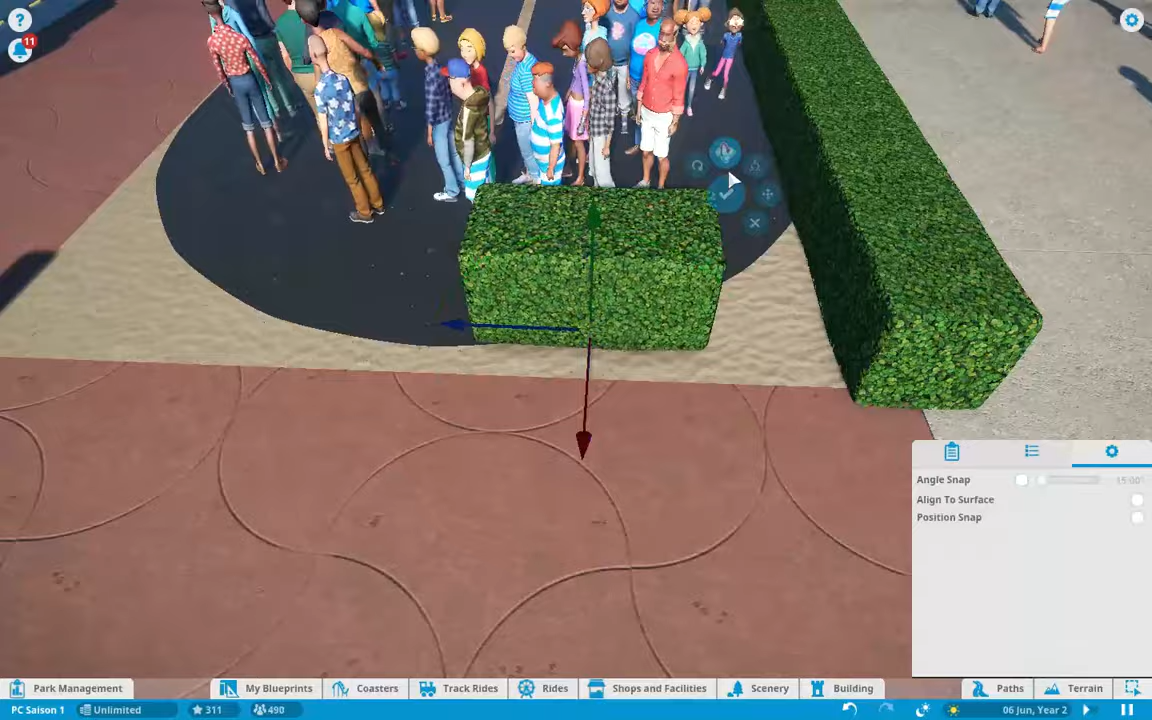 ?
11
Angle Snap 15.00°
Align To Surface
Position Snap
Park Management
My Blueprints
Coasters
Track Rides
Rides
Shops and Facilities
Scenery
Building
Paths
Terrain
PC Saison 1
Unlimited
311
490
06 Jun, Year 2